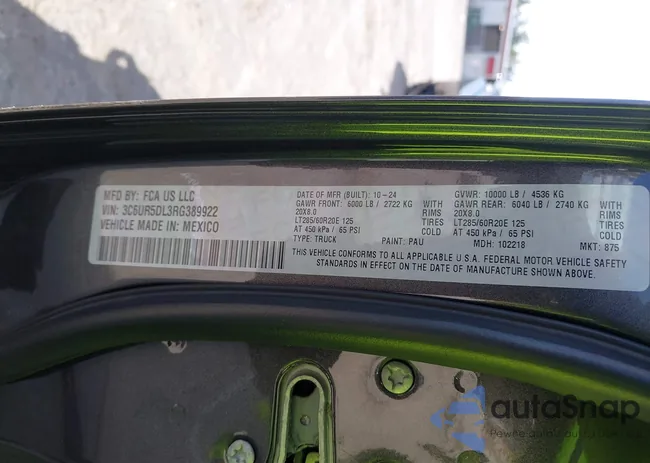 MFD BY: FCA US LLC
VIN: 3C6UR5DL3RG389922
VEHICLE MADE IN: MEXICO
DATE OF MFR (BUILT): 10-24
GAWR FRONT: 6000 LB / 2722 KG
20X8.0 WITH RIMS
LT285/60R20E 125 TIRES
AT 450 kPa / 65 PSI COLD
TYPE: TRUCK PAINT: PAU
GVWR: 10000 LB / 4536 KG
GAWR REAR: 6040 LB / 2740 KG
20X8.0 WITH RIMS
LT285/60R20E 125 TIRES
AT 450 kPa / 65 PSI COLD
MDH: 102218 MKT: 875
THIS VEHICLE CONFORMS TO ALL APPLICABLE U.S.A. FEDERAL MOTOR VEHICLE SAFETY
STANDARDS IN EFFECT ON THE DATE OF MANUFACTURE SHOWN ABOVE.
autaSnap